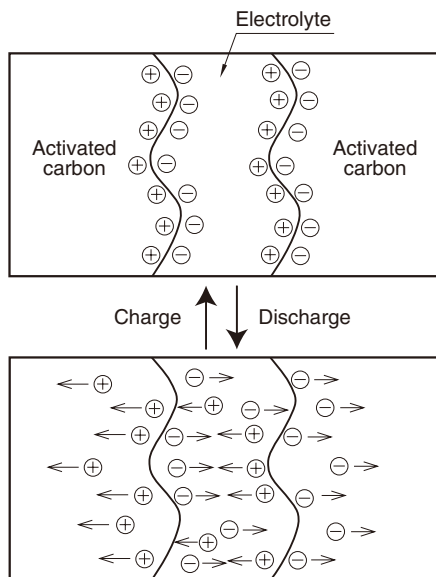 Electrolyte
Activated
carbon
Activated
carbon
Charge
Discharge